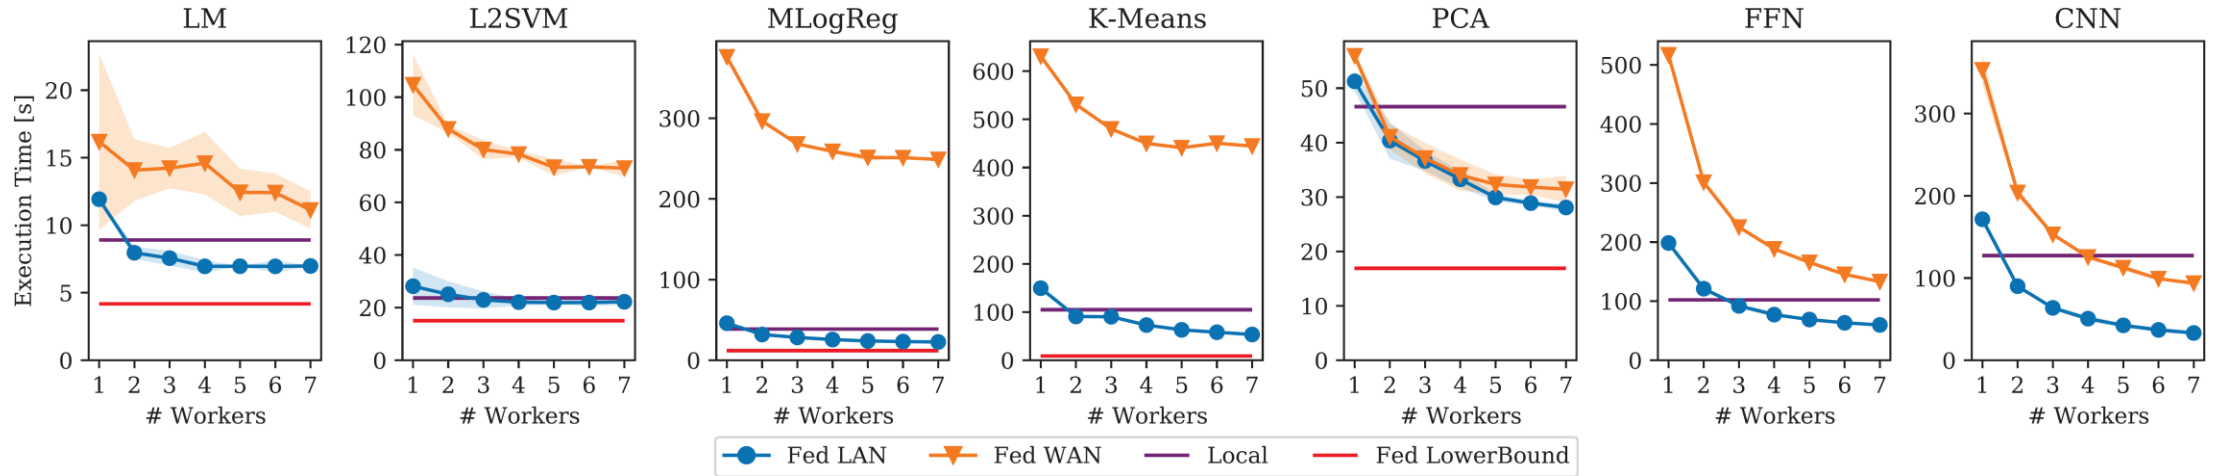 LM L2SVM MLogReg K-Means PCA FFN CNN
Execution Time [s]
20 15 10 5 0
120 100 80 60 40 20 0
300 200 100 0
600 500 400 300 200 100 0
50 40 30 20 10 0
500 400 300 200 100 0
300 200 100 0
1 2 3 4 5 6 7 1 2 3 4 5 6 7 1 2 3 4 5 6 7 1 2 3 4 5 6 7 1 2 3 4 5 6 7 1 2 3 4 5 6 7 1 2 3 4 5 6 7
# Workers # Workers # Workers # Workers # Workers # Workers # Workers
Fed LAN Fed WAN Local Fed LowerBound